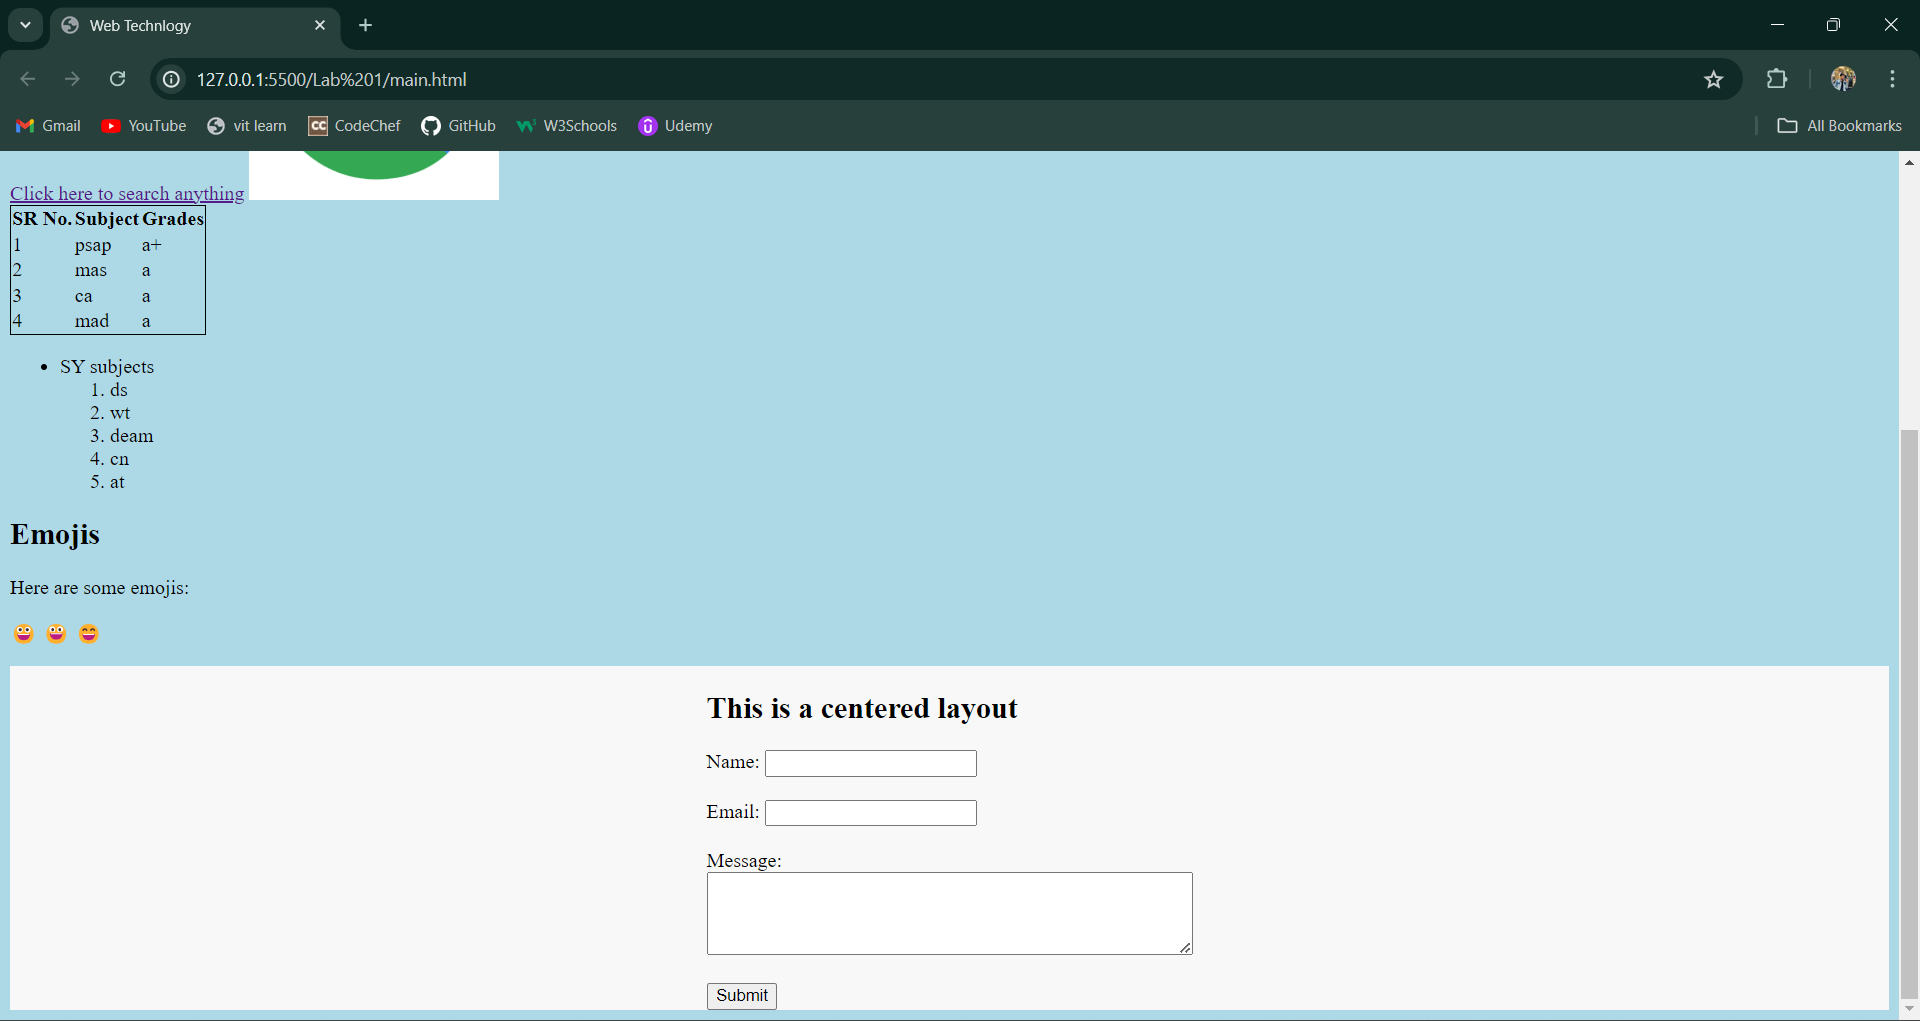 Web Technlogy
127.0.0.1:5500/Lab%201/main.html
Gmail YouTube vit learn CC CodeChef GitHub W3Schools Udemy All Bookmarks
Click here to search anything
SR No. Subject Grades
1 psap a+
2 mas a
3 ca a
4 mad a
• SY subjects
1. ds
2. wt
3. deam
4. cn
5. at
Emojis
Here are some emojis:
😀 😃 😄
This is a centered layout
Name:
Email:
Message:
Submit